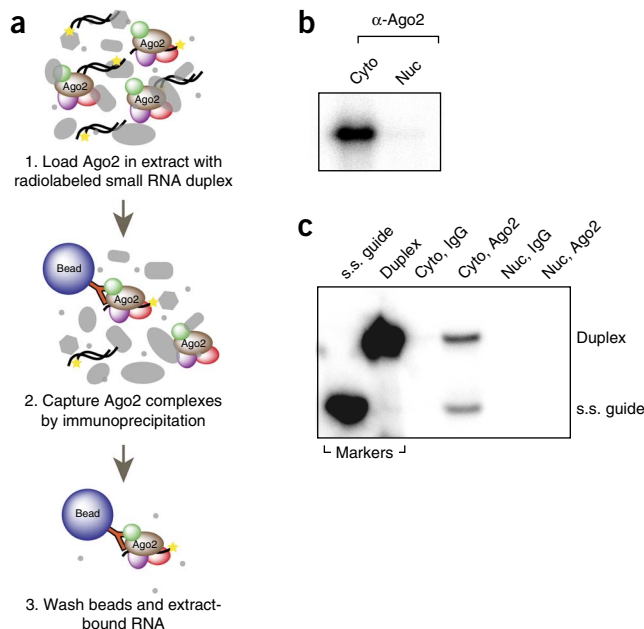 a
Ago2
Ago2
Ago2
1. Load Ago2 in extract with
radiolabeled small RNA duplex
Bead
Ago2
Ago2
2. Capture Ago2 complexes
by immunoprecipitation
Bead
Ago2
3. Wash beads and extract-
bound RNA
b
α-Ago2
Cyto
Nuc
c
s.s. guide
Duplex
Cyto, IgG
Cyto, Ago2
Nuc, IgG
Nuc, Ago2
Duplex
s.s. guide
Markers